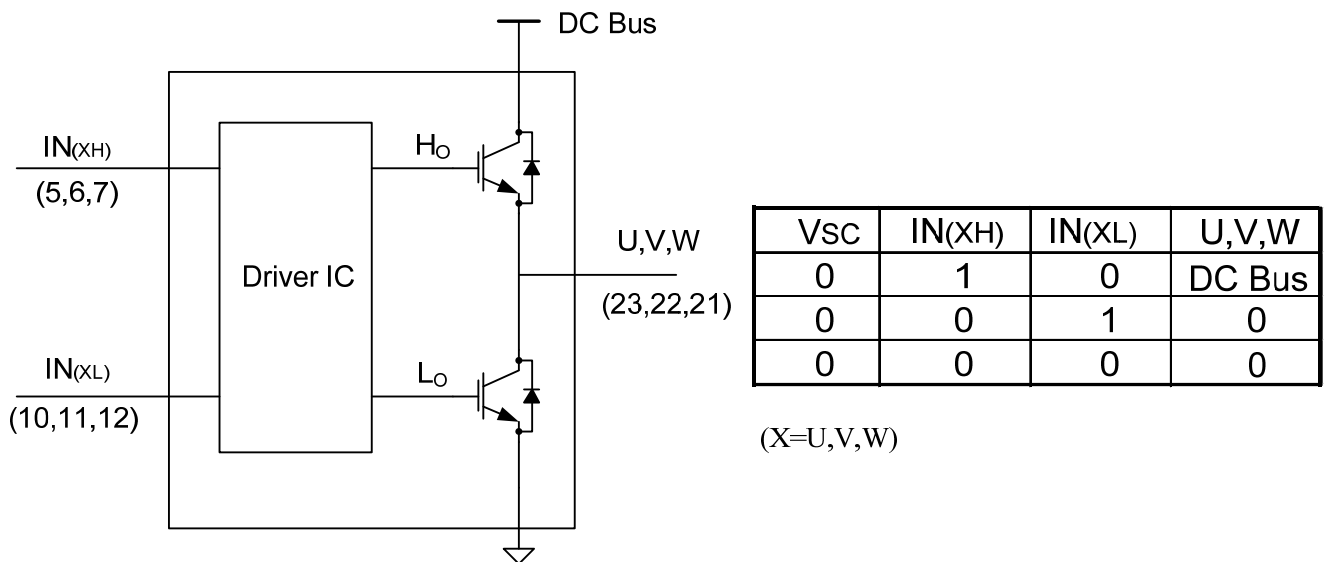 DC Bus
IN(XH)
(5,6,7)
HO
Driver IC
U,V,W
(23,22,21)
IN(XL)
(10,11,12)
LO
VSC IN(XH) IN(XL) U,V,W
0 1 0 DC Bus
0 0 1 0
0 0 0 0
(X=U,V,W)